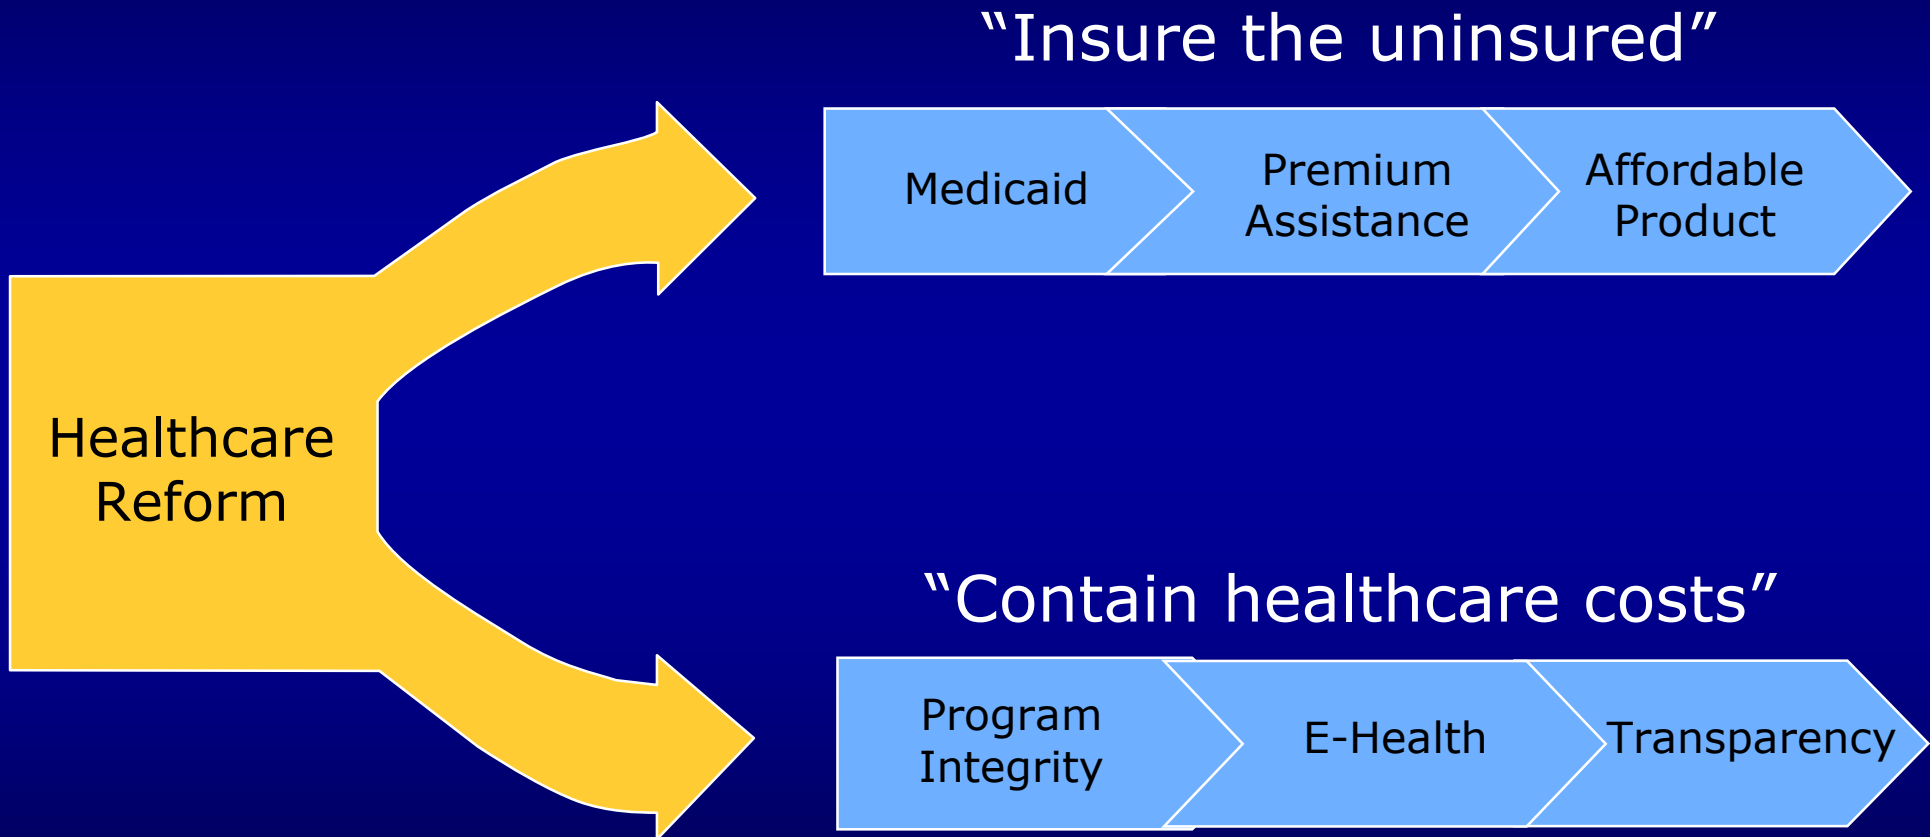 “Insure the uninsured”
Medicaid
Premium
Assistance
Affordable
Product
Healthcare
Reform
“Contain healthcare costs”
Program
Integrity
E-Health
Transparency